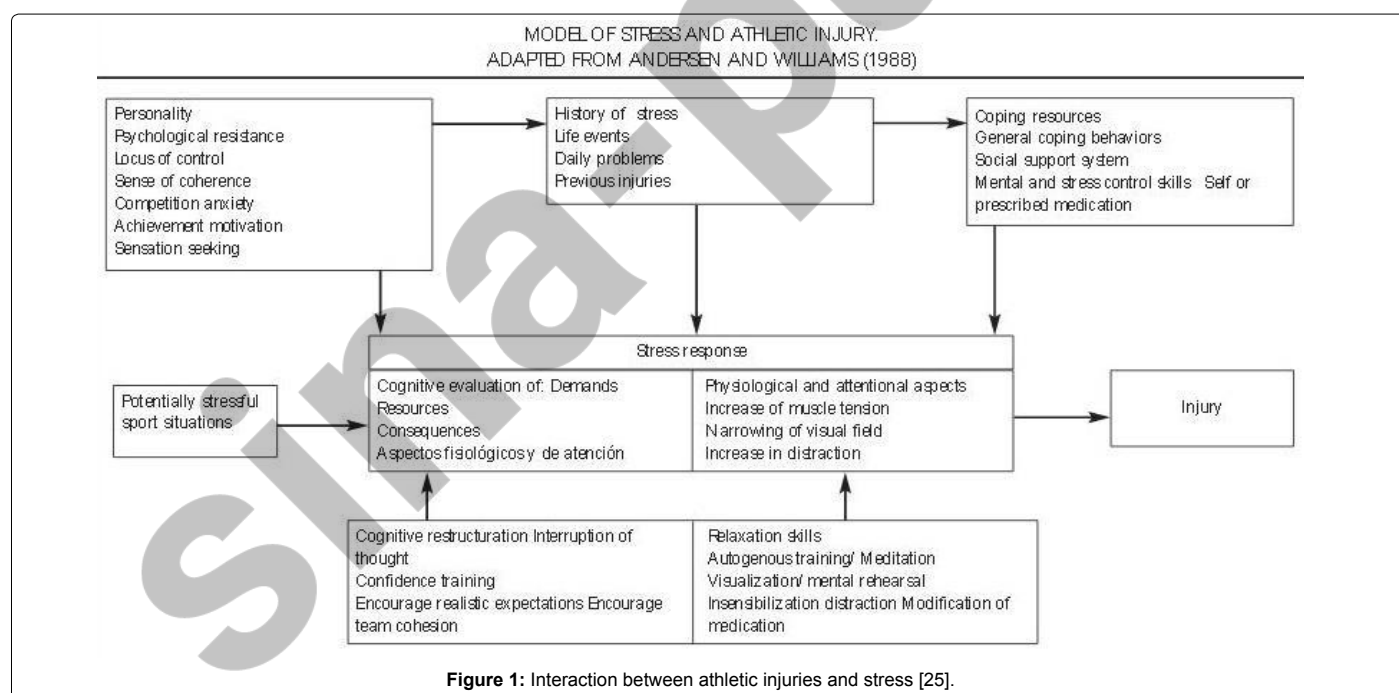 MODEL OF STRESS AND ATHLETIC INJURY.
ADAPTED FROM ANDERSEN AND WILLIAMS (1988)
Personality
Psychological resistance
Locus of control
Sense of coherence
Competition anxiety
Achievement motivation
Sensation seeking
History of stress
Life events
Daily problems
Previous injuries
Coping resources
General coping behaviors
Social support system
Mental and stress control skills Self or
prescribed medication
Stress response
Potentially stressful
sport situations
Cognitive evaluation of: Demands
Resources
Consequences
Aspectos fisiológicos y de atención
Physiological and attentional aspects
Increase of muscle tension
Narrowing of visual field
Increase in distraction
Injury
Cognitive restructuration Interruption of
thought
Confidence training
Encourage realistic expectations Encourage
team cohesion
Relaxation skills
Autogenous training/ Meditation
Visualization/ mental rehearsal
Insensibilization distraction Modification of
medication
Figure 1: Interaction between athletic injuries and stress [25].